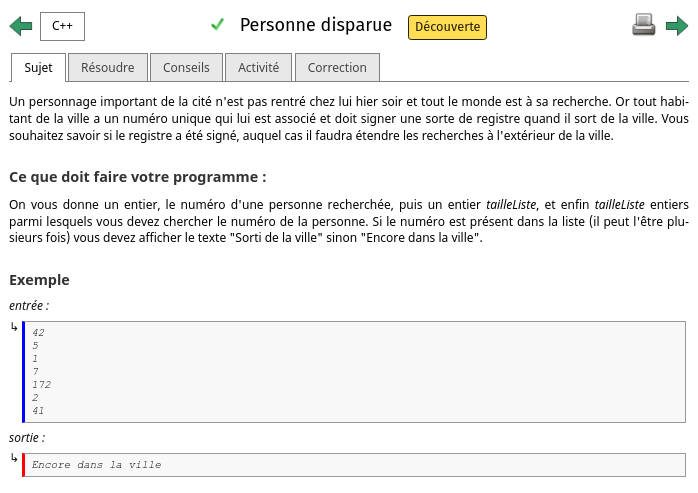 C++
Personne disparue
Découverte
Sujet
Résoudre
Conseils
Activité
Correction
Un personnage important de la cité n'est pas rentré chez lui hier soir et tout le monde est à sa recherche. Or tout habi-
tant de la ville a un numéro unique qui lui est associé et doit signer une sorte de registre quand il sort de la ville. Vous
souhaitez savoir si le registre a été signé, auquel cas il faudra étendre les recherches à l'extérieur de la ville.
Ce que doit faire votre programme :
On vous donne un entier, le numéro d'une personne recherchée, puis un entier tailleListe, et enfin tailleListe entiers
parmi lesquels vous devez chercher le numéro de la personne. Si le numéro est présent dans la liste (il peut l'être plu-
sieurs fois) vous devez afficher le texte "Sorti de la ville" sinon "Encore dans la ville".
Exemple
entrée :
42
5
1
7
172
2
41
sortie :
Encore dans la ville